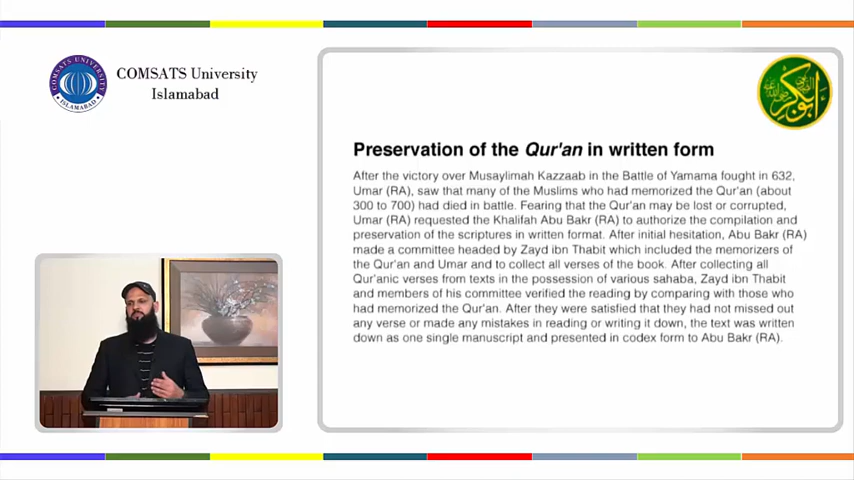 COMSATS University
Islamabad
COMSATS UNIVERSITY
ISLAMABAD
Preservation of the Qur'an in written form
After the victory over Musaylimah Kazzaab in the Battle of Yamama fought in 632,
Umar (RA), saw that many of the Muslims who had memorized the Qur'an (about
300 to 700) had died in battle. Fearing that the Qur'an may be lost or corrupted,
Umar (RA) requested the Khalifah Abu Bakr (RA) to authorize the compilation and
preservation of the scriptures in written format. After initial hesitation, Abu Bakr (RA)
made a committee headed by Zayd ibn Thabit which included the memorizers of
the Qur'an and Umar and to collect all verses of the book. After collecting all
Qur'anic verses from texts in the possession of various sahaba, Zayd ibn Thabit
and members of his committee verified the reading by comparing with those who
had memorized the Qur'an. After they were satisfied that they had not missed out
any verse or made any mistakes in reading or writing it down, the text was written
down as one single manuscript and presented in codex form to Abu Bakr (RA).